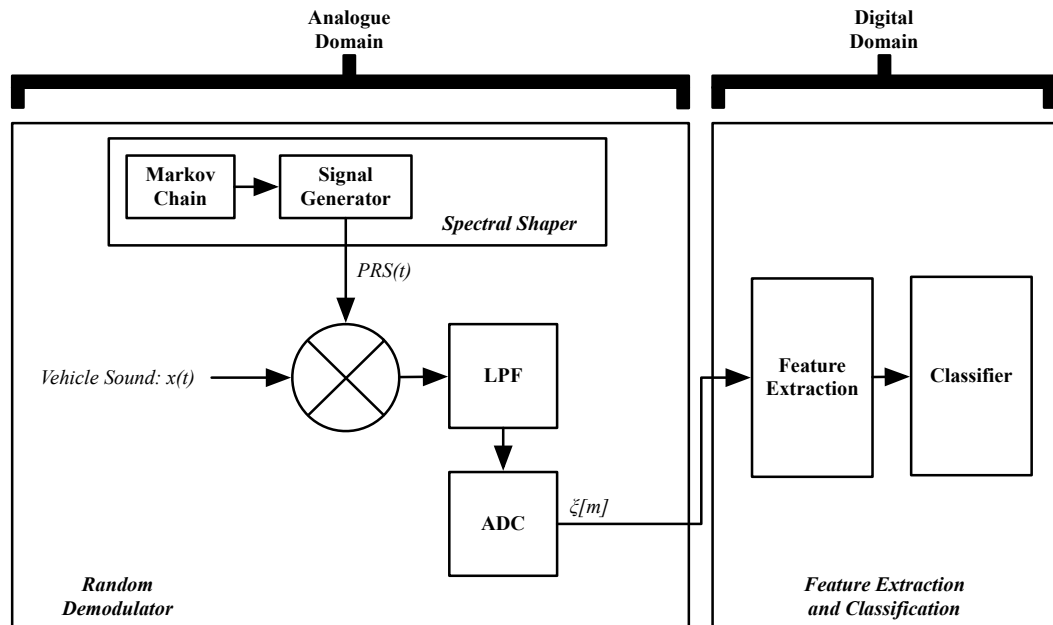 Analogue
Domain
Digital
Domain
Markov
Chain
Signal
Generator
Spectral Shaper
PRS(t)
Vehicle Sound: x(t)
LPF
ADC
ξ[m]
Random
Demodulator
Feature
Extraction
Classifier
Feature Extraction
and Classification